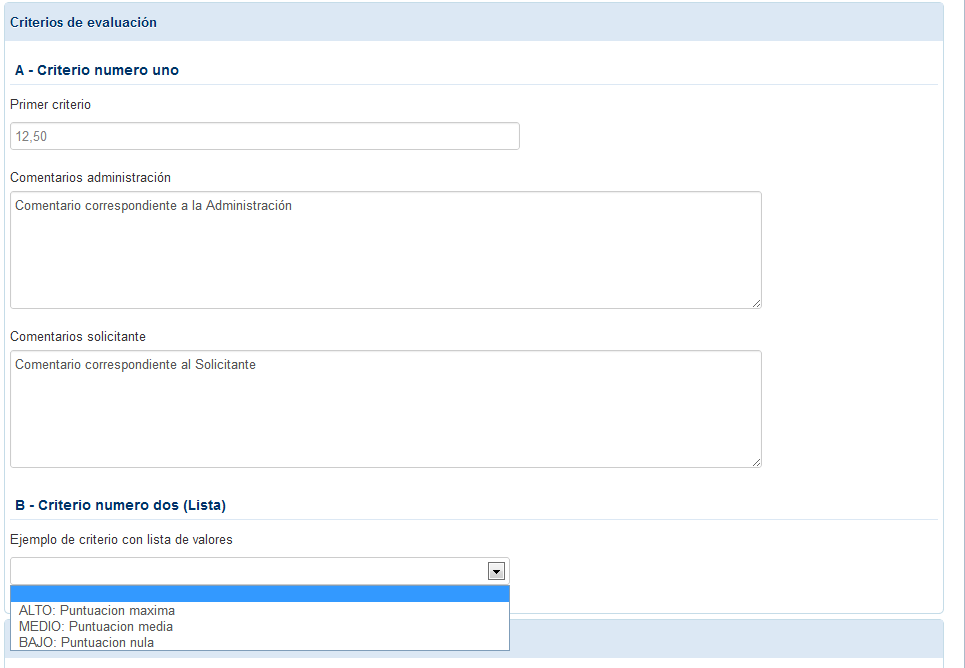 Criterios de evaluación
A - Criterio numero uno
Primer criterio
12,50
Comentarios administración
Comentario correspondiente a la Administración
Comentarios solicitante
Comentario correspondiente al Solicitante
B - Criterio numero dos (Lista)
Ejemplo de criterio con lista de valores
ALTO: Puntuacion maxima
MEDIO: Puntuacion media
BAJO: Puntuacion nula